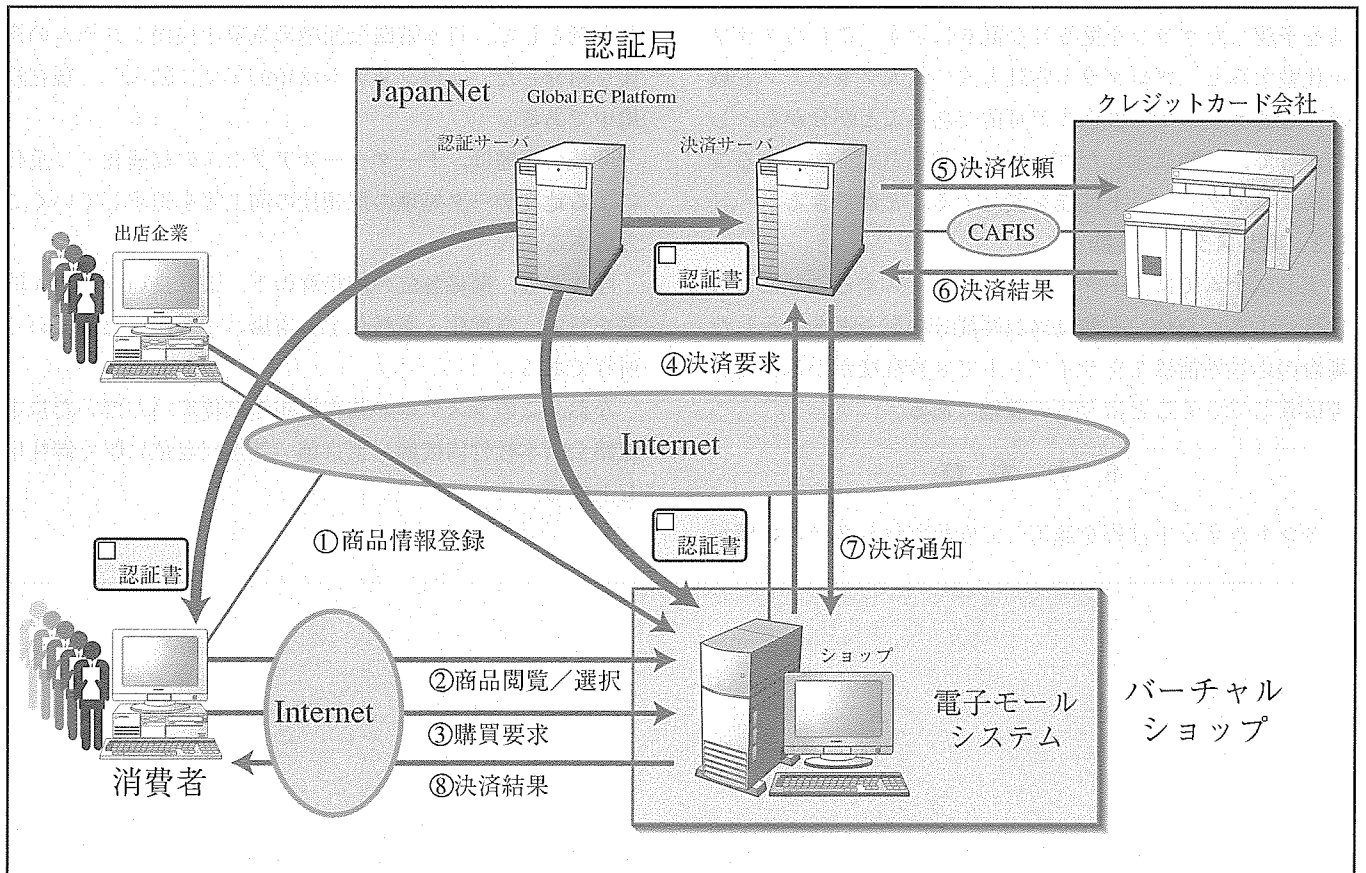 認証局
JapanNet Global EC Platform
認証サーバ
決済サーバ
クレジットカード会社
⑤決済依頼
CAFIS
⑥決済結果
認証書
出店企業
④決済要求
Internet
①商品情報登録
認証書
認証書
⑦決済通知
ショップ
電子モール
システム
バーチャル
ショップ
②商品閲覧/選択
Internet
③購買要求
⑧決済結果
消費者